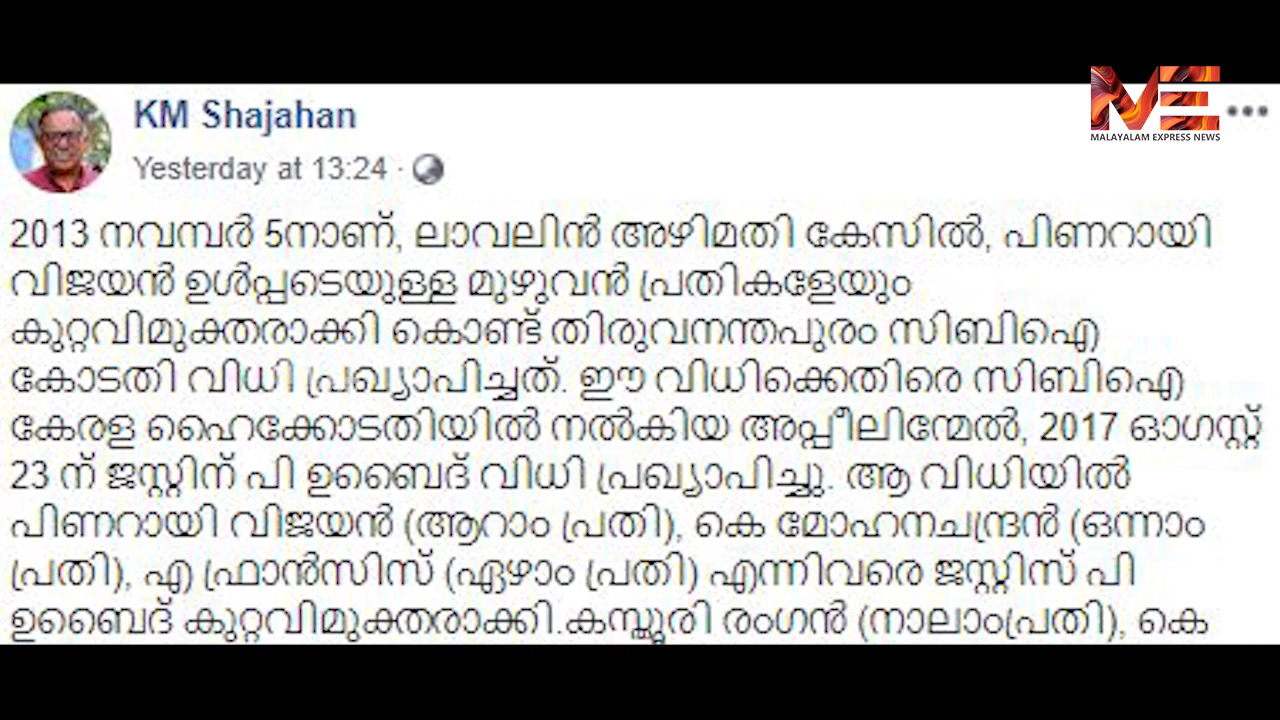 KM Shajahan
Yesterday at 13:24 ·
MALAYALAM EXPRESS NEWS
2013 നവമ്പർ 5നാണ്, ലാവലിൻ അഴിമതി കേസിൽ, പിണറായി
വിജയൻ ഉൾപ്പടെയുള്ള മുഴുവൻ പ്രതികളേയും
കുറ്റവിമുക്തരാക്കി കൊണ്ട് തിരുവനന്തപുരം സിബിഐ
കോടതി വിധി പ്രഖ്യാപിച്ചത്. ഈ വിധിക്കെതിരെ സിബിഐ
കേരള ഹൈക്കോടതിയിൽ നൽകിയ അപ്പീലിന്മേൽ, 2017 ഓഗസ്റ്റ്
23 ന് ജസ്റ്റിന് പി ഉബൈദ് വിധി പ്രഖ്യാപിച്ചു. ആ വിധിയിൽ
പിണറായി വിജയൻ (ആറാം പ്രതി), കെ മോഹനചന്ദ്രൻ (ഒന്നാം
പ്രതി), എ ഫ്രാൻസിസ് (ഏഴാം പ്രതി) എന്നിവരെ ജസ്റ്റിസ് പി
ഉബൈദ് കുറ്റവിമുക്തരാക്കി.കസ്തൂരി രംഗൻ (നാലാംപ്രതി), കെ